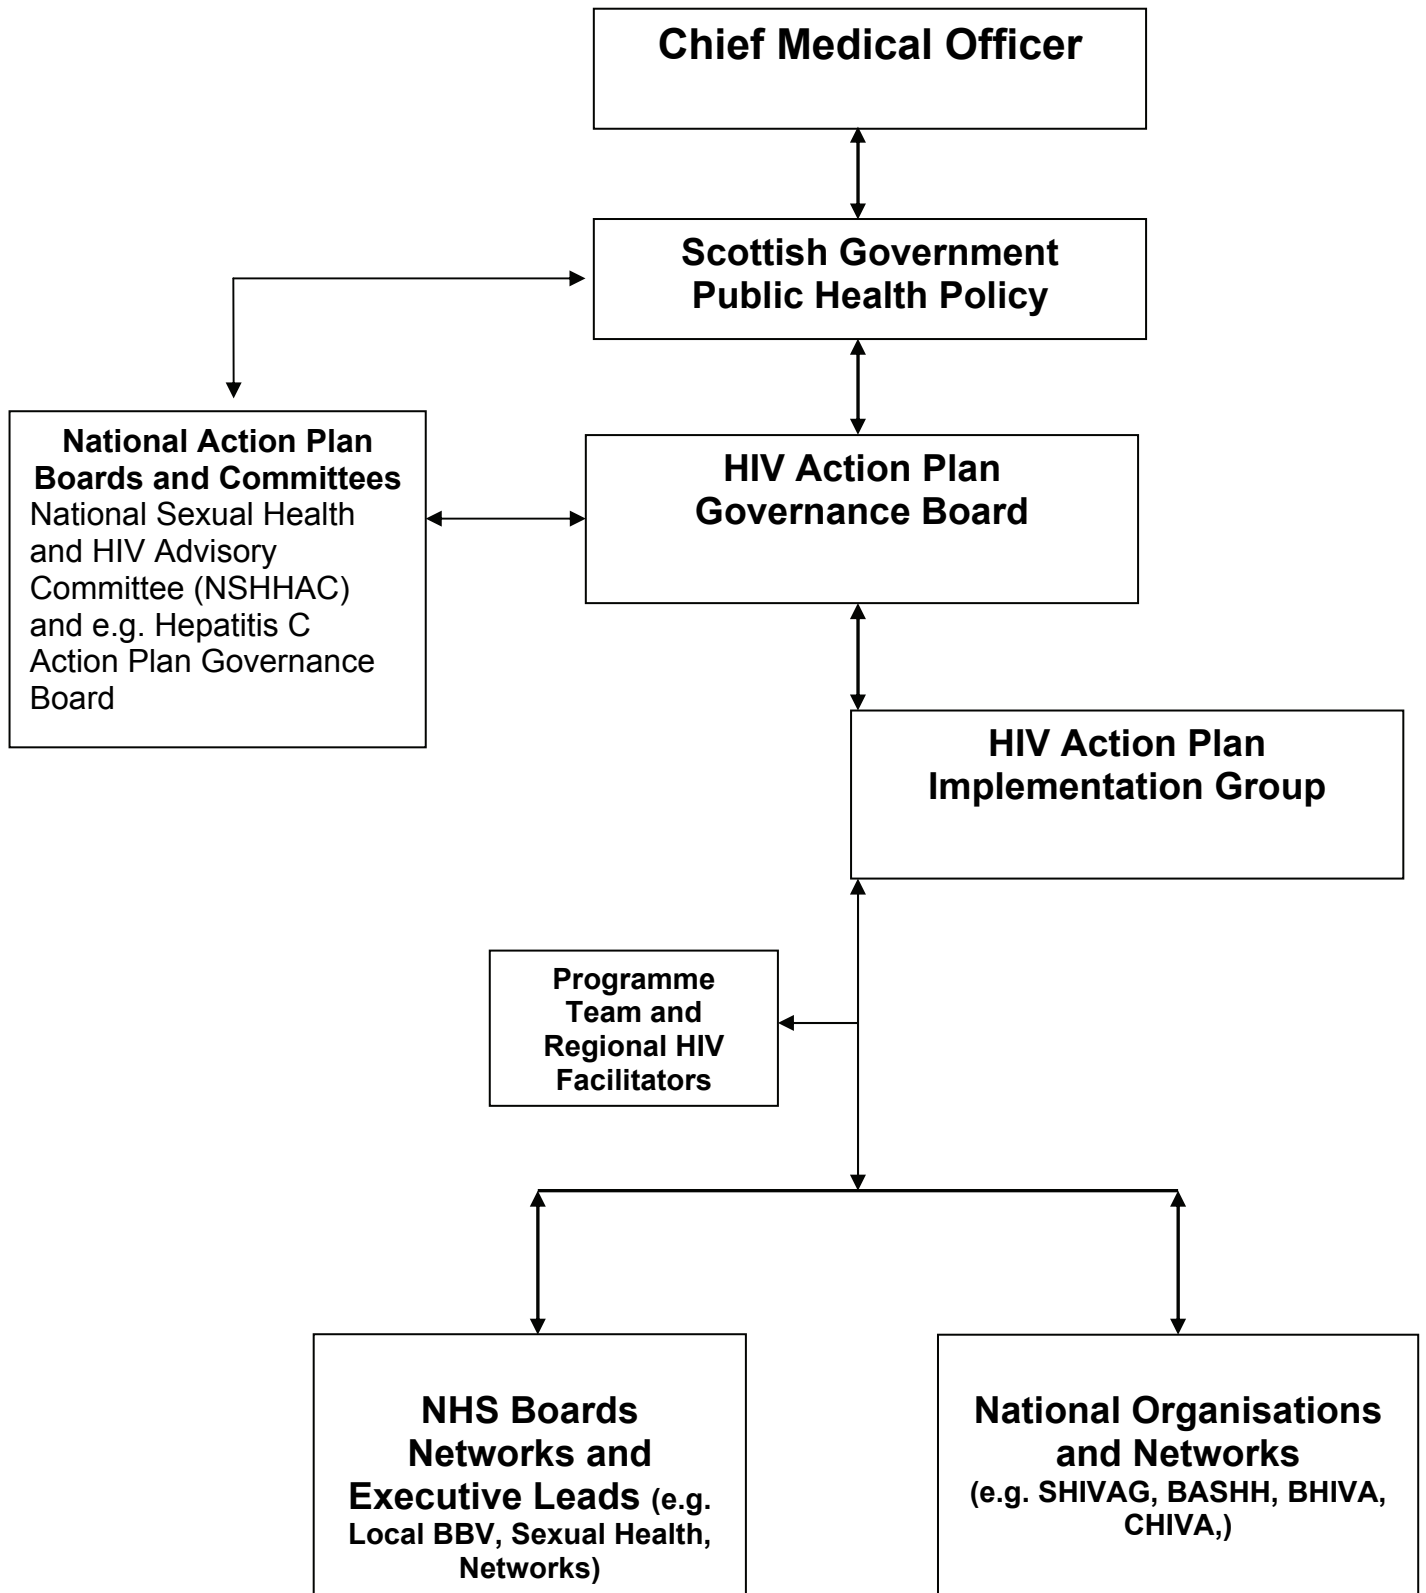 Chief Medical Officer
Scottish Government
Public Health Policy
National Action Plan
Boards and Committees
National Sexual Health
and HIV Advisory
Committee (NSHHAC)
and e.g. Hepatitis C
Action Plan Governance
Board
HIV Action Plan
Governance Board
HIV Action Plan
Implementation Group
Programme
Team and
Regional HIV
Facilitators
NHS Boards
Networks and
Executive Leads (e.g.
Local BBV, Sexual Health,
Networks)
National Organisations
and Networks
(e.g. SHIVAG, BASHH, BHIVA,
CHIVA,)